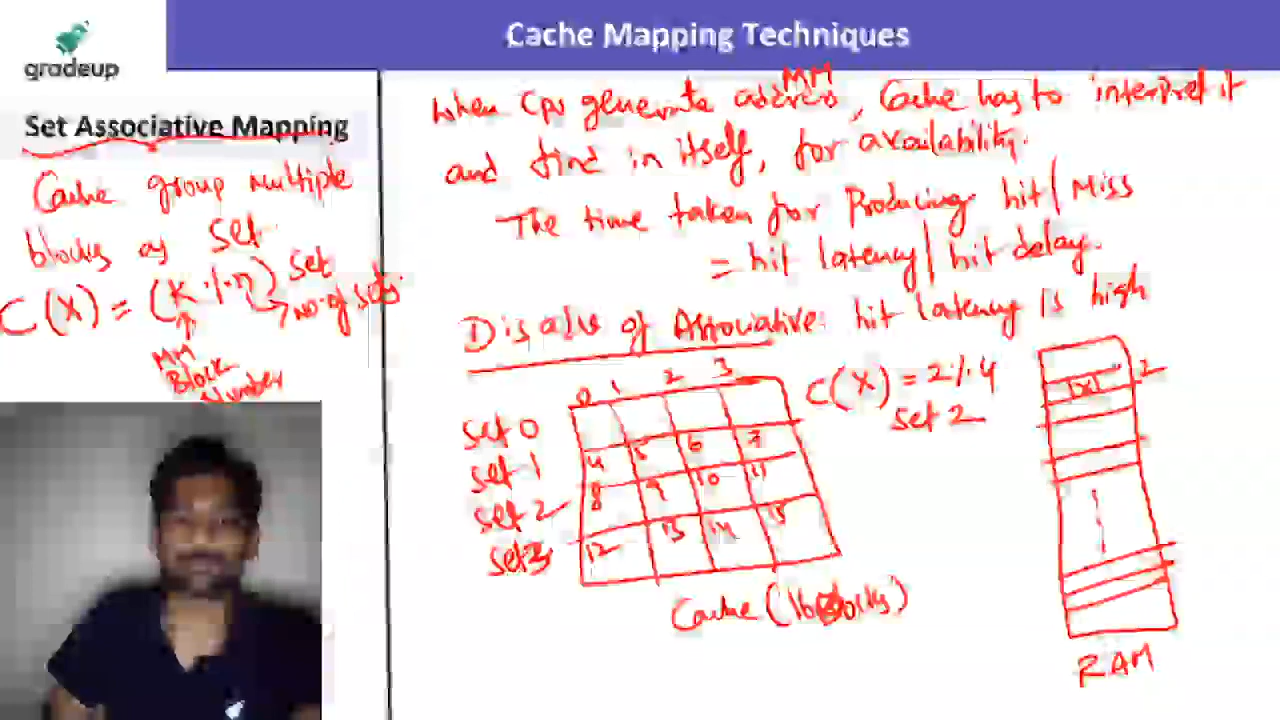 Cache Mapping Techniques
gradeup
Set Associative Mapping
Cache group multiple
blocks as set
C(X) = (K % n) set
→ no. of sets
MM
Block
Number
When CPU generate address, Cache has to interpret it
MM
and find in itself, for availability.
The time taken for Producing hit/Miss
= hit latency/hit delay.
Disadv of Associative: hit latency is high
0 1 2 3
set 0
set 1 4 5 6 7
set 2 8 9 10 11
set 3 12 13 14 15
Cache (16 Blocks)
C(X) = 2 % 4
set 2
|x| 2
RAM